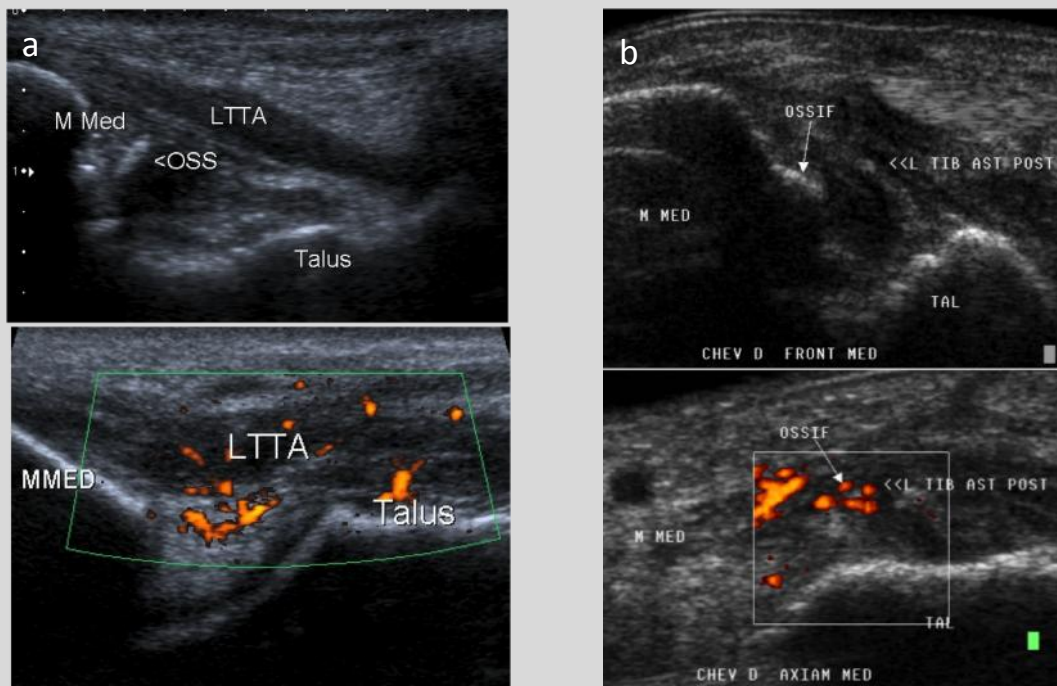 a
M Med
LTTA
<OSS
1
Talus
LTTA
MMED
Talus
b
OSSIF
<<L TIB AST POST
M MED
TAL
CHEV D FRONT MED
OSSIF
<<L TIB AST POST
M MED
TAL
CHEV D AXIAM MED